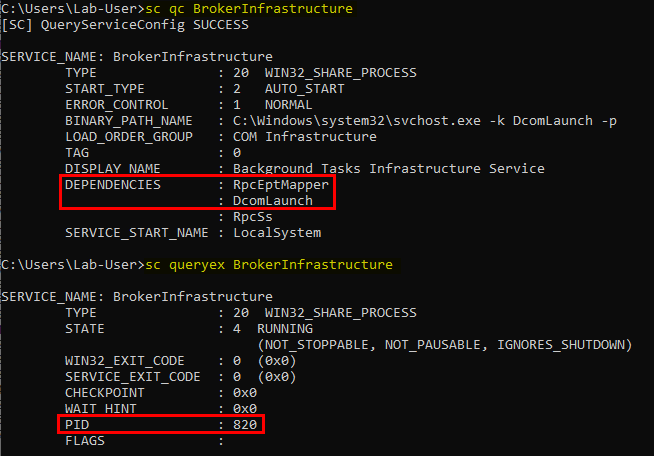 C:\Users\Lab-User>sc qc BrokerInfrastructure
[SC] QueryServiceConfig SUCCESS
SERVICE_NAME: BrokerInfrastructure
TYPE : 20 WIN32_SHARE_PROCESS
START_TYPE : 2 AUTO_START
ERROR_CONTROL : 1 NORMAL
BINARY_PATH_NAME : C:\Windows\system32\svchost.exe -k DcomLaunch -p
LOAD_ORDER_GROUP : COM Infrastructure
TAG : 0
DISPLAY_NAME : Background Tasks Infrastructure Service
DEPENDENCIES : RpcEptMapper
: DcomLaunch
: RpcSs
SERVICE_START_NAME : LocalSystem
C:\Users\Lab-User>sc queryex BrokerInfrastructure
SERVICE_NAME: BrokerInfrastructure
TYPE : 20 WIN32_SHARE_PROCESS
STATE : 4 RUNNING
(NOT_STOPPABLE, NOT_PAUSABLE, IGNORES_SHUTDOWN)
WIN32_EXIT_CODE : 0 (0x0)
SERVICE_EXIT_CODE : 0 (0x0)
CHECKPOINT : 0x0
WAIT_HINT : 0x0
PID : 820
FLAGS :